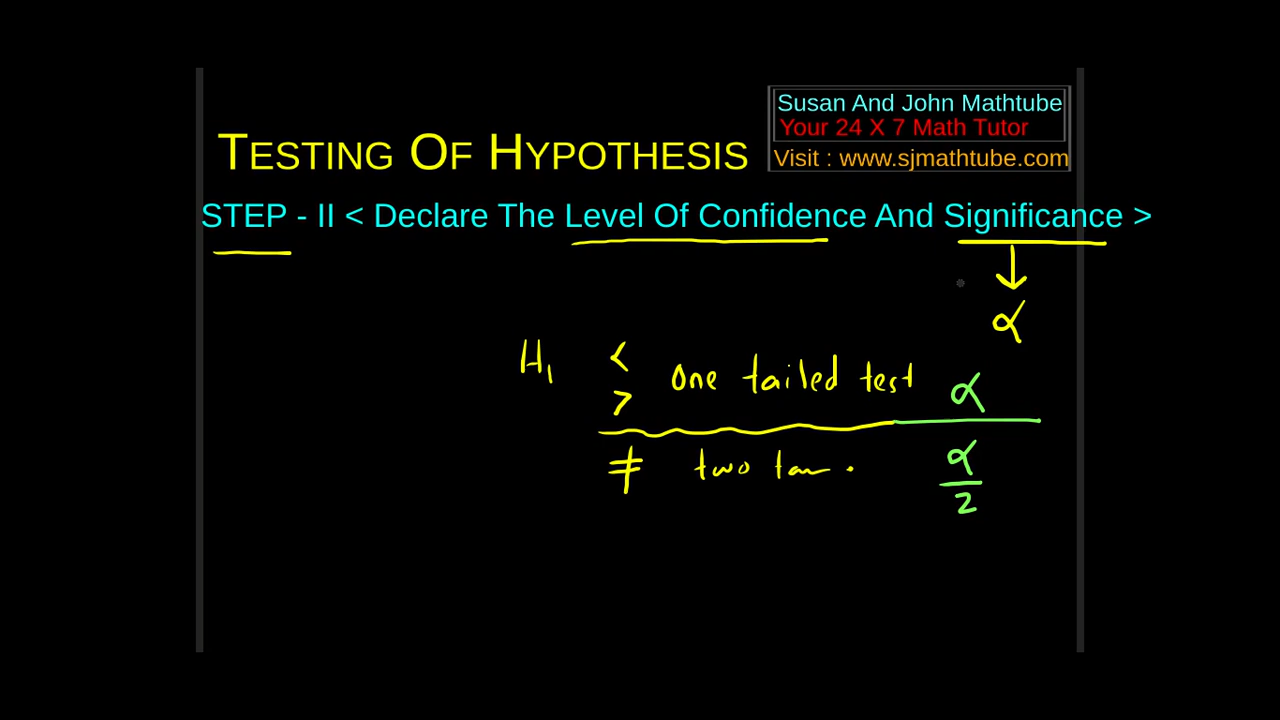 Susan And John Mathtube
Your 24 X 7 Math Tutor
Visit : www.sjmathtube.com
TESTING OF HYPOTHESIS
STEP - II < Declare The Level Of Confidence And Significance >
α
H₁ < One tailed test α
>
≠ two α/2